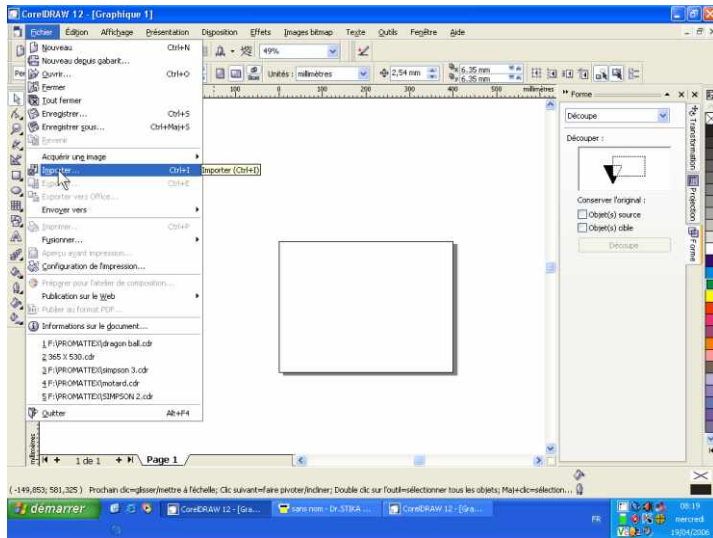 CorelDRAW 12 - [Graphique 1]
Fichier Édition Affichage Présentation Disposition Effets Images bitmap Texte Outils Fenêtre Aide
49%
Unités : millimètres 2,54 mm 6.35 mm
6.35 mm
100 0 100 200 300 400 500 millimètres
Nouveau Ctrl+N
Nouveau depuis gabarit...
Ouvrir... Ctrl+O
Fermer
Tout fermer
Enregistrer... Ctrl+S
Enregistrer sous... Ctrl+Maj+S
Revenir
Acquérir une image
Importer... Ctrl+I
Importer (Ctrl+I)
Exporter... Ctrl+E
Exporter vers Office...
Envoyer vers
Imprimer... Ctrl+P
Fusionner...
Aperçu avant impression...
Configuration de l'impression...
Préparer pour l'atelier de composition...
Publication sur le Web
Publier au format PDF...
Informations sur le document...
1 F:\PROMATTEX\dragon ball.cdr
2 365 X 530.cdr
3 F:\PROMATTEX\simpson 3.cdr
4 F:\PROMATTEX\motard.cdr
5 F:\PROMATTEX\SIMPSON 2.cdr
Quitter Alt+F4
Forme
Découpe
Découper :
Conserver l'original :
Objet(s) source
Objet(s) cible
Découpe
Transformation
Projection
Forme
millimètres
1 de 1 Page 1
(-149,853; 581,325 ) Prochain clic=glisser/mettre à l'échelle; Clic suivant=faire pivoter/incliner; Double clic sur l'outil=sélectionner tous les objets; Maj+clic=sélection...
démarrer CorelDRAW 12 - [Gra... sans nom - Dr.STIKA ... CorelDRAW 12 - [Gra...
FR
08:19
mercredi
19/04/2006